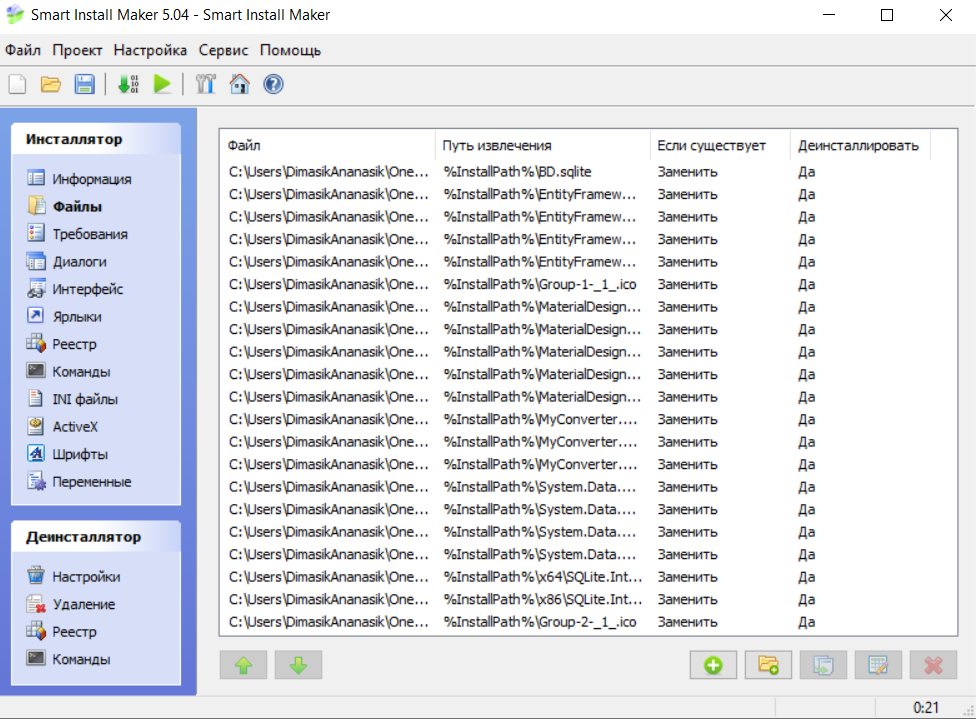 Smart Install Maker 5.04 - Smart Install Maker
Файл Проект Настройка Сервис Помощь
Инсталлятор
Информация
Файлы
Требования
Диалоги
Интерфейс
Ярлыки
Реестр
Команды
INI файлы
ActiveX
Шрифты
Переменные
Деинсталлятор
Настройки
Удаление
Реестр
Команды
Файл Путь извлечения Если существует Деинсталлировать
C:\Users\DimasikAnanasik\One... %InstallPath%\BD.sqlite Заменить Да
C:\Users\DimasikAnanasik\One... %InstallPath%\EntityFramew... Заменить Да
C:\Users\DimasikAnanasik\One... %InstallPath%\EntityFramew... Заменить Да
C:\Users\DimasikAnanasik\One... %InstallPath%\EntityFramew... Заменить Да
C:\Users\DimasikAnanasik\One... %InstallPath%\EntityFramew... Заменить Да
C:\Users\DimasikAnanasik\One... %InstallPath%\Group-1-_1_.ico Заменить Да
C:\Users\DimasikAnanasik\One... %InstallPath%\MaterialDesign... Заменить Да
C:\Users\DimasikAnanasik\One... %InstallPath%\MaterialDesign... Заменить Да
C:\Users\DimasikAnanasik\One... %InstallPath%\MaterialDesign... Заменить Да
C:\Users\DimasikAnanasik\One... %InstallPath%\MaterialDesign... Заменить Да
C:\Users\DimasikAnanasik\One... %InstallPath%\MaterialDesign... Заменить Да
C:\Users\DimasikAnanasik\One... %InstallPath%\MyConverter.... Заменить Да
C:\Users\DimasikAnanasik\One... %InstallPath%\MyConverter.... Заменить Да
C:\Users\DimasikAnanasik\One... %InstallPath%\MyConverter.... Заменить Да
C:\Users\DimasikAnanasik\One... %InstallPath%\System.Data.... Заменить Да
C:\Users\DimasikAnanasik\One... %InstallPath%\System.Data.... Заменить Да
C:\Users\DimasikAnanasik\One... %InstallPath%\System.Data.... Заменить Да
C:\Users\DimasikAnanasik\One... %InstallPath%\System.Data.... Заменить Да
C:\Users\DimasikAnanasik\One... %InstallPath%\x64\SQLite.Int... Заменить Да
C:\Users\DimasikAnanasik\One... %InstallPath%\x86\SQLite.Int... Заменить Да
C:\Users\DimasikAnanasik\One... %InstallPath%\Group-2-_1_.ico Заменить Да
0:21